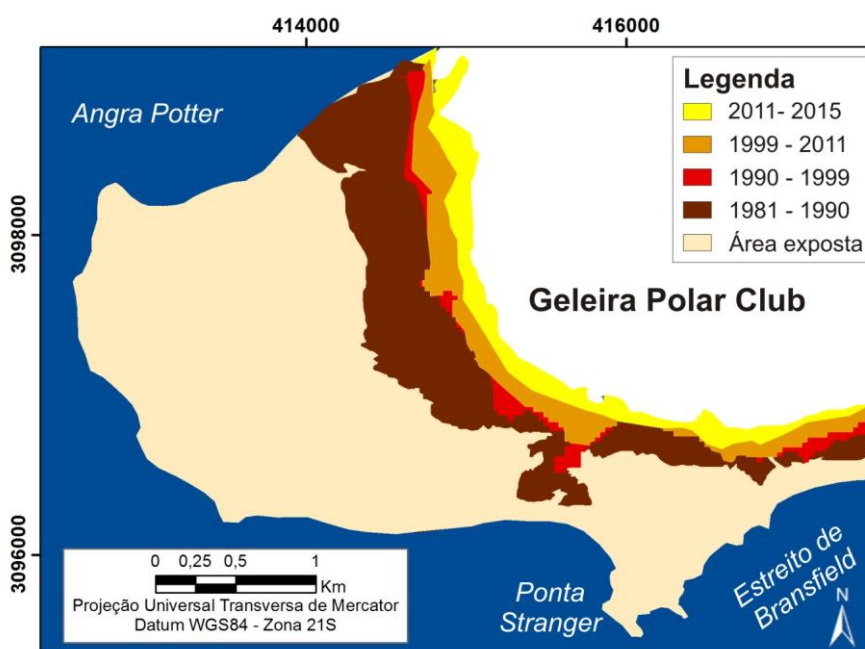 414000
416000
Angra Potter
Legenda
2011- 2015
1999 - 2011
1990 - 1999
1981 - 1990
Área exposta
3098000
Geleira Polar Club
3096000
0 0,25 0,5 1
Km
Projeção Universal Transversa de Mercator
Datum WGS84 - Zona 21S
Ponta
Stranger
Estreito de
Bransfield
N